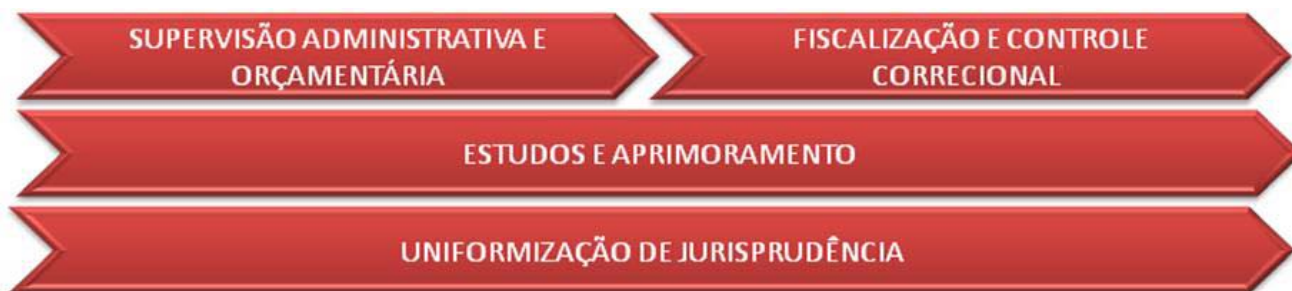 SUPERVISÃO ADMINISTRATIVA E
ORÇAMENTÁRIA
FISCALIZAÇÃO E CONTROLE
CORRECIONAL
ESTUDOS E APRIMORAMENTO
UNIFORMIZAÇÃO DE JURISPRUDÊNCIA